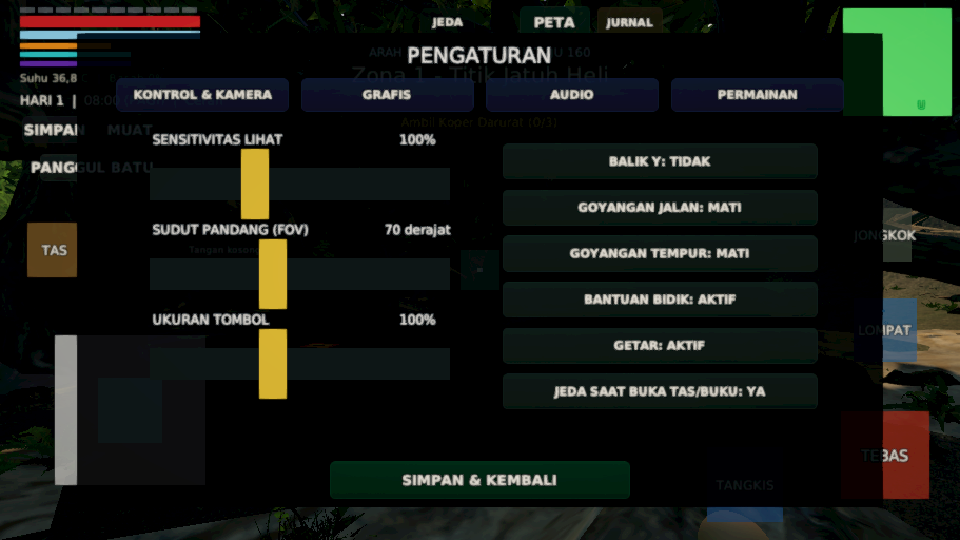 JEDA
PETA
JURNAL
PENGATURAN
Zona 1 - Titik Jatuh Heli
Suhu 36,8
HARI 1 | 08:00
KONTROL & KAMERA
GRAFIS
AUDIO
PERMAINAN
Ambil Koper Darurat (0/3)
SIMPAN
MUAT
SENSITIVITAS LIHAT
100%
BALIK Y: TIDAK
PANGGUL BATU
GOYANGAN JALAN: MATI
SUDUT PANDANG (FOV)
70 derajat
JONGKOK
TAS
Tangan kosong
GOYANGAN TEMPUR: MATI
BANTUAN BIDIK: AKTIF
UKURAN TOMBOL
100%
LOMPAT
GETAR: AKTIF
JEDA SAAT BUKA TAS/BUKU: YA
TEBAS
SIMPAN & KEMBALI
TANGKIS